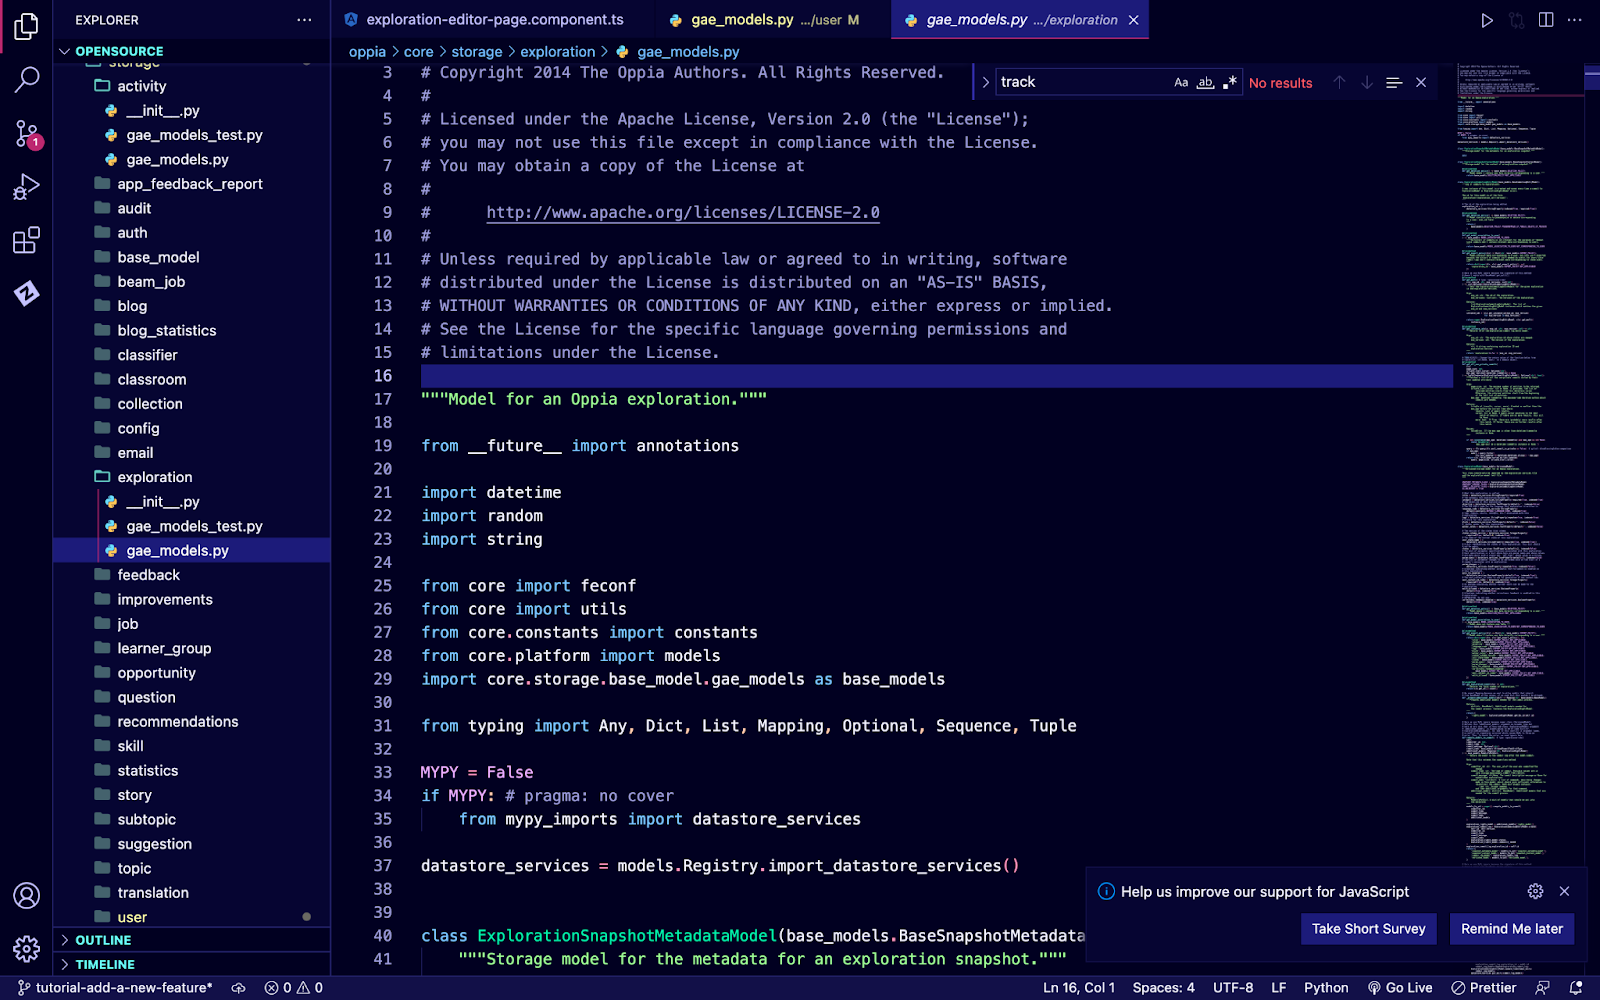 EXPLORER
exploration-editor-page.component.ts
gae_models.py .../user M
gae_models.py .../exploration
OPENSOURCE
oppia > core > storage > exploration > gae_models.py
storage
activity
__init__.py
gae_models_test.py
gae_models.py
app_feedback_report
audit
auth
base_model
beam_job
blog
blog_statistics
classifier
classroom
collection
config
email
exploration
__init__.py
gae_models_test.py
gae_models.py
feedback
improvements
job
learner_group
opportunity
question
recommendations
skill
statistics
story
subtopic
suggestion
topic
translation
user
OUTLINE
TIMELINE
1
track
Aa ab .*
No results
3 # Copyright 2014 The Oppia Authors. All Rights Reserved.
4 #
5 # Licensed under the Apache License, Version 2.0 (the "License");
6 # you may not use this file except in compliance with the License.
7 # You may obtain a copy of the License at
8 #
9 #      http://www.apache.org/licenses/LICENSE-2.0
10 #
11 # Unless required by applicable law or agreed to in writing, software
12 # distributed under the License is distributed on an "AS-IS" BASIS,
13 # WITHOUT WARRANTIES OR CONDITIONS OF ANY KIND, either express or implied.
14 # See the License for the specific language governing permissions and
15 # limitations under the License.
16
17 """Model for an Oppia exploration."""
18
19 from __future__ import annotations
20
21 import datetime
22 import random
23 import string
24
25 from core import feconf
26 from core import utils
27 from core.constants import constants
28 from core.platform import models
29 import core.storage.base_model.gae_models as base_models
30
31 from typing import Any, Dict, List, Mapping, Optional, Sequence, Tuple
32
33 MYPY = False
34 if MYPY: # pragma: no cover
35     from mypy_imports import datastore_services
36
37 datastore_services = models.Registry.import_datastore_services()
38
39
40 class ExplorationSnapshotMetadataModel(base_models.BaseSnapshotMetadata
41     """Storage model for the metadata for an exploration snapshot."""
Help us improve our support for JavaScript
Take Short Survey
Remind Me later
tutorial-add-a-new-feature*
0 0
Ln 16, Col 1
Spaces: 4
UTF-8
LF
Python
Go Live
Prettier